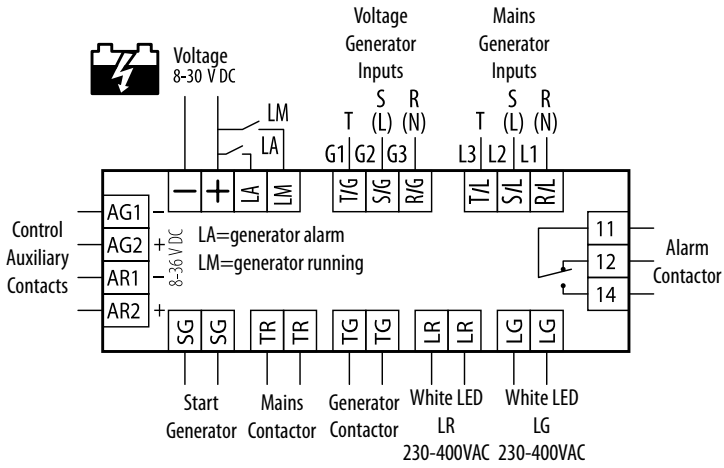 Voltage
8-30 V DC
LM
LA
Voltage
Generator
Inputs
S R
T (L) (N)
G1 G2 G3
Mains
Generator
Inputs
S R
T (L) (N)
L3 L2 L1
− + LA LM
T/G S/G R/G
T/L S/L R/L
Control
Auxiliary
Contacts
AG1 −
AG2 +
AR1 −
AR2 +
8-36 V DC
LA=generator alarm
LM=generator running
11
12
14
Alarm
Contactor
SG SG TR TR TG TG LR LR LG LG
Start
Generator
Mains
Contactor
Generator
Contactor
White LED
LR
230-400VAC
White LED
LG
230-400VAC